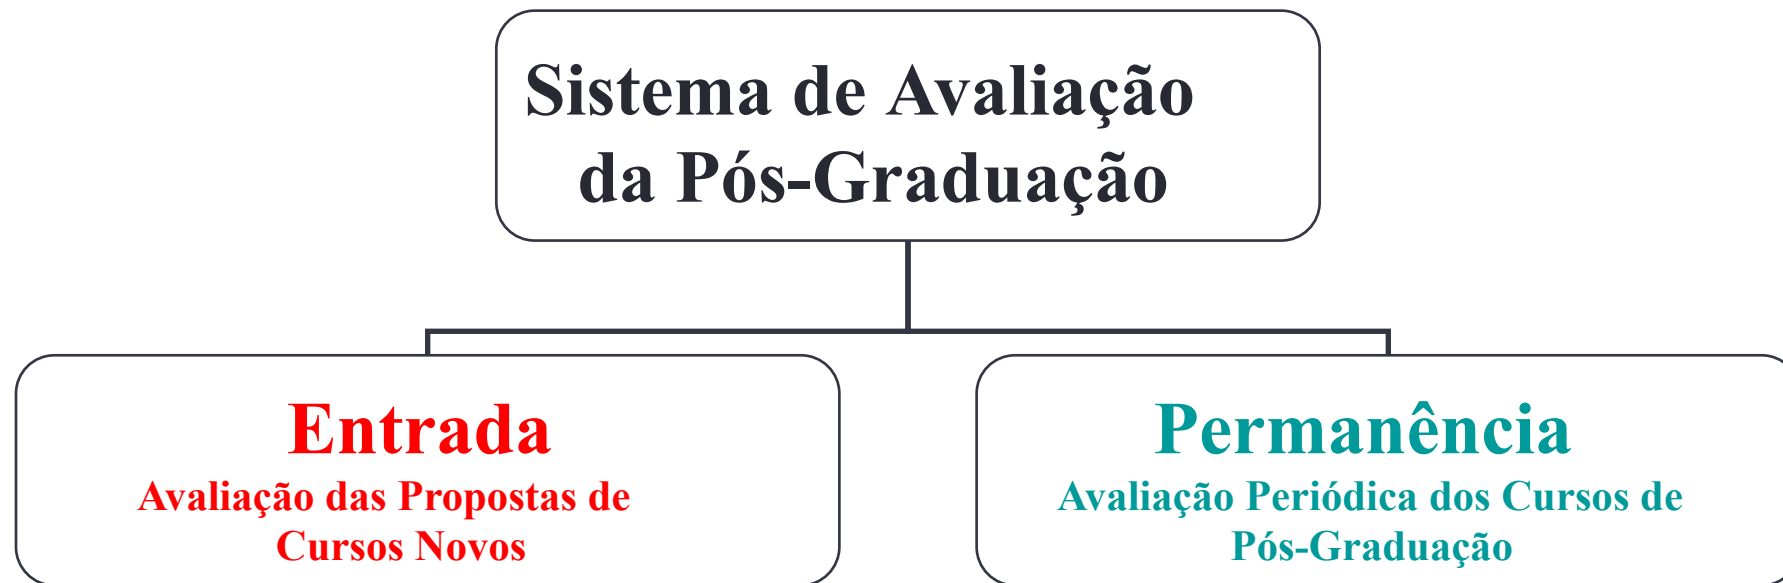 Sistema de Avaliação
da Pós-Graduação
Entrada
Avaliação das Propostas de
Cursos Novos
Permanência
Avaliação Periódica dos Cursos de
Pós-Graduação